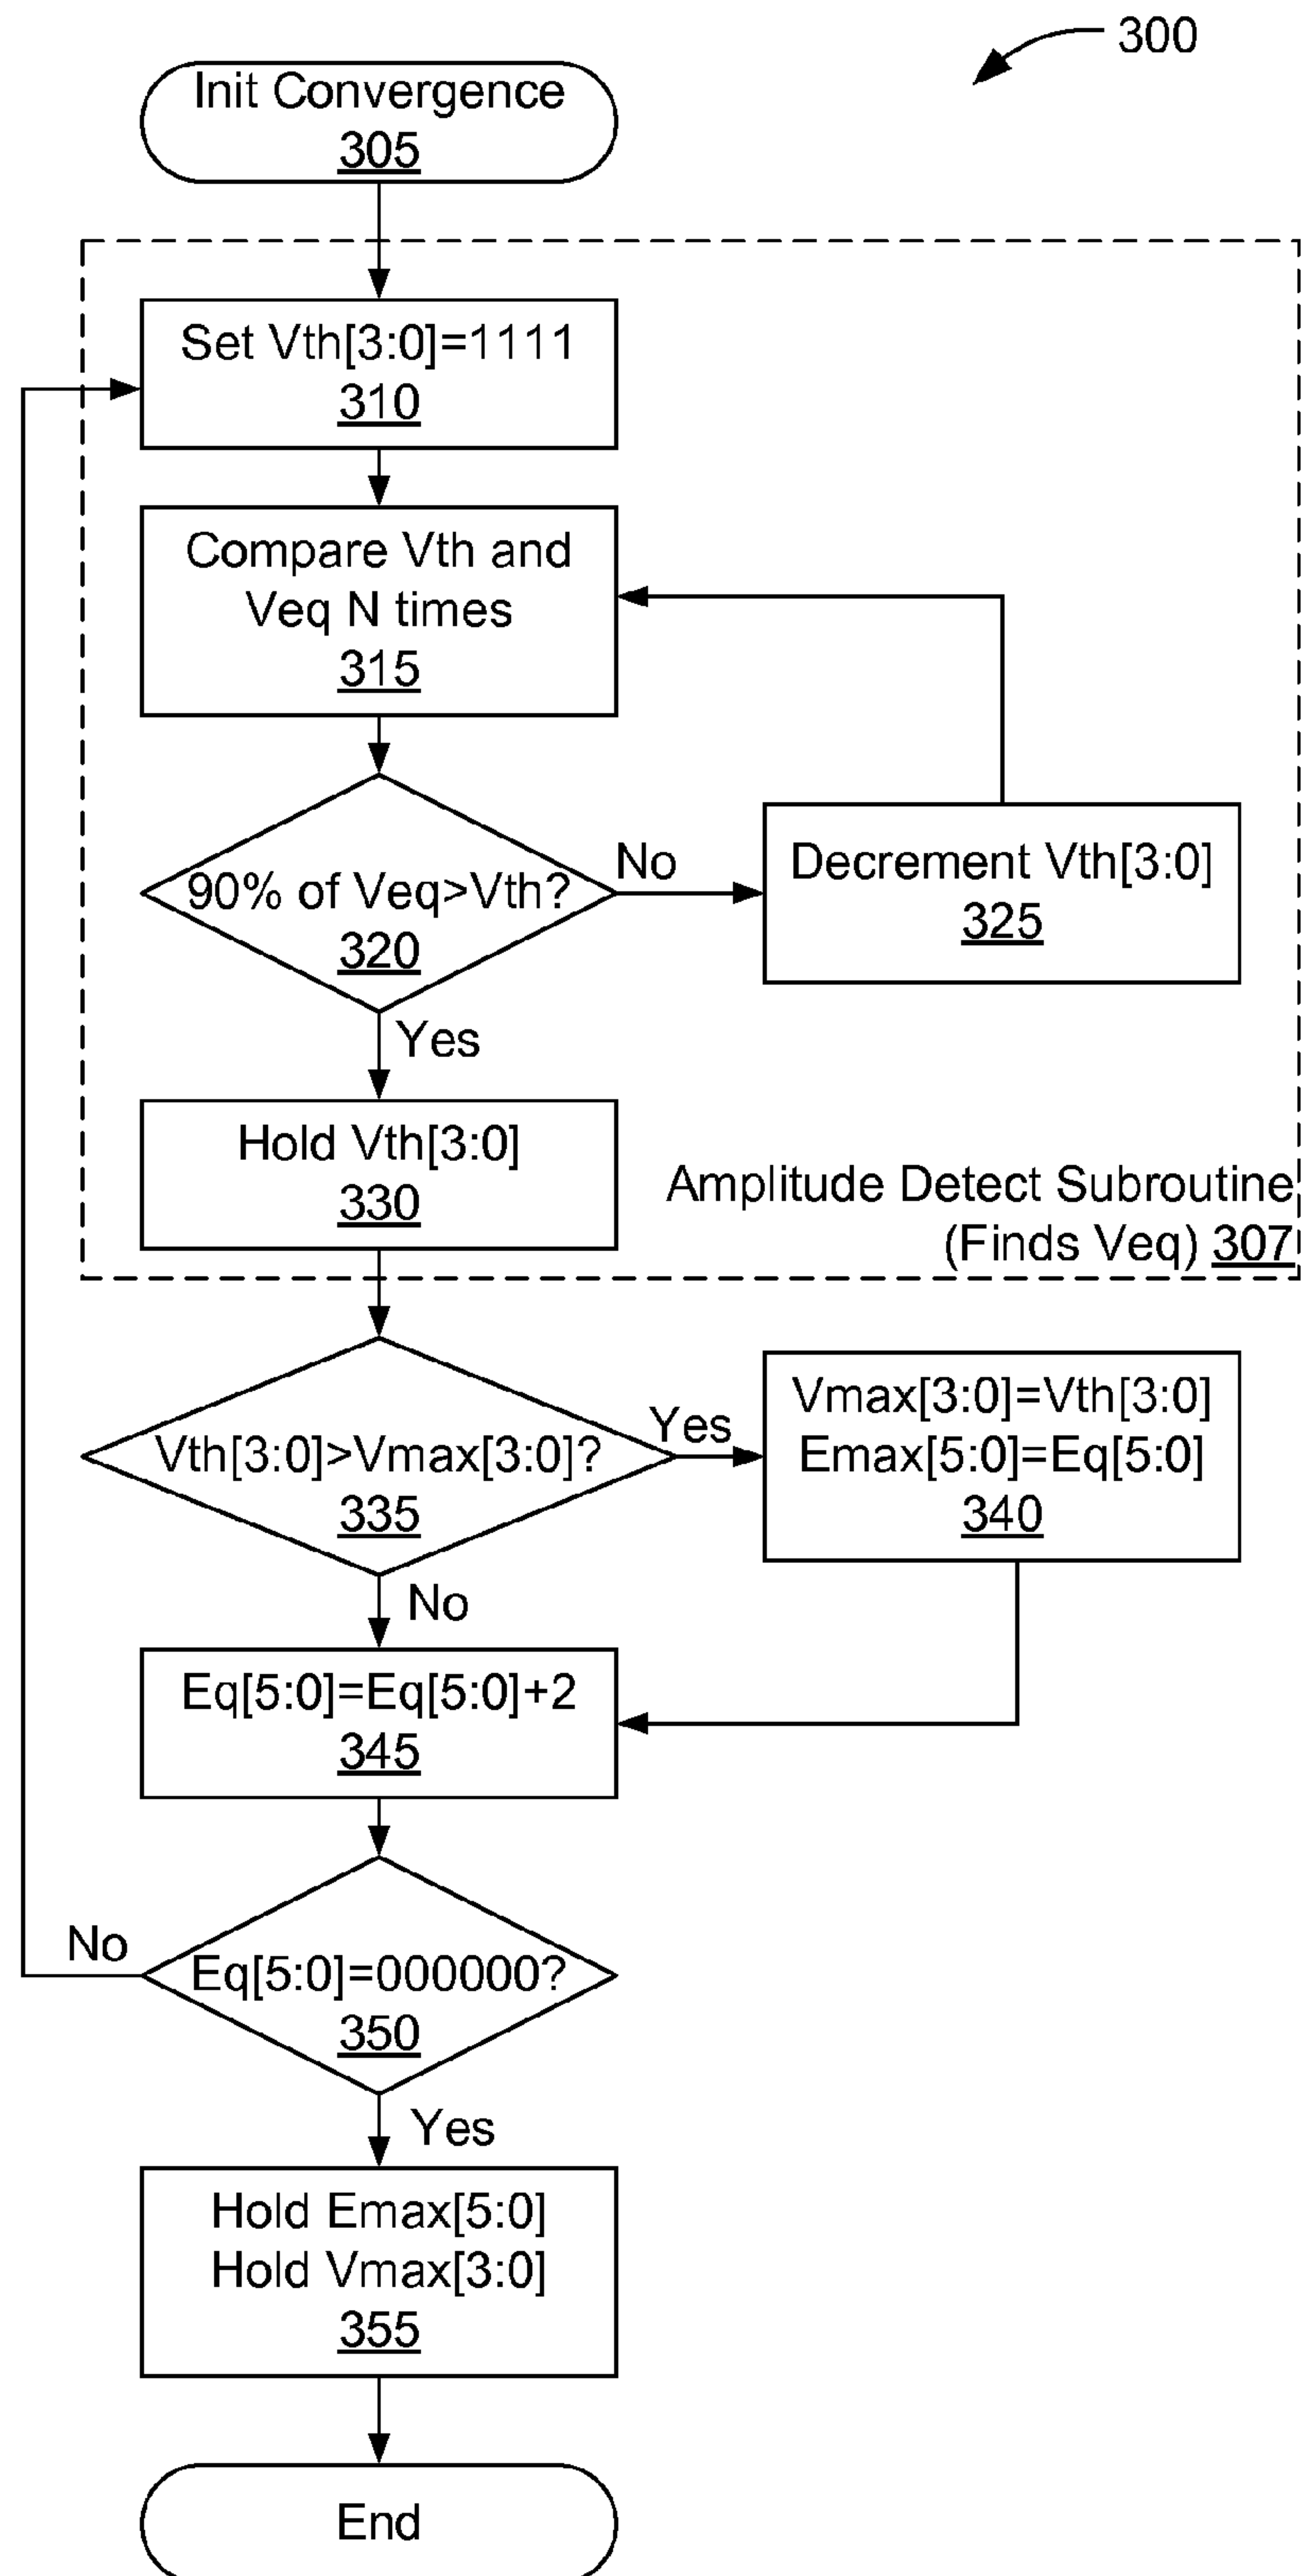 300
Init Convergence
305
Set Vth[3:0]=1111
310
Compare Vth and
Veq N times
315
90% of Veq>Vth?
320
No
Decrement Vth[3:0]
325
Yes
Hold Vth[3:0]
330
Amplitude Detect Subroutine
(Finds Veq) 307
Vth[3:0]>Vmax[3:0]?
335
Yes
Vmax[3:0]=Vth[3:0]
Emax[5:0]=Eq[5:0]
340
No
Eq[5:0]=Eq[5:0]+2
345
No
Eq[5:0]=000000?
350
Yes
Hold Emax[5:0]
Hold Vmax[3:0]
355
End